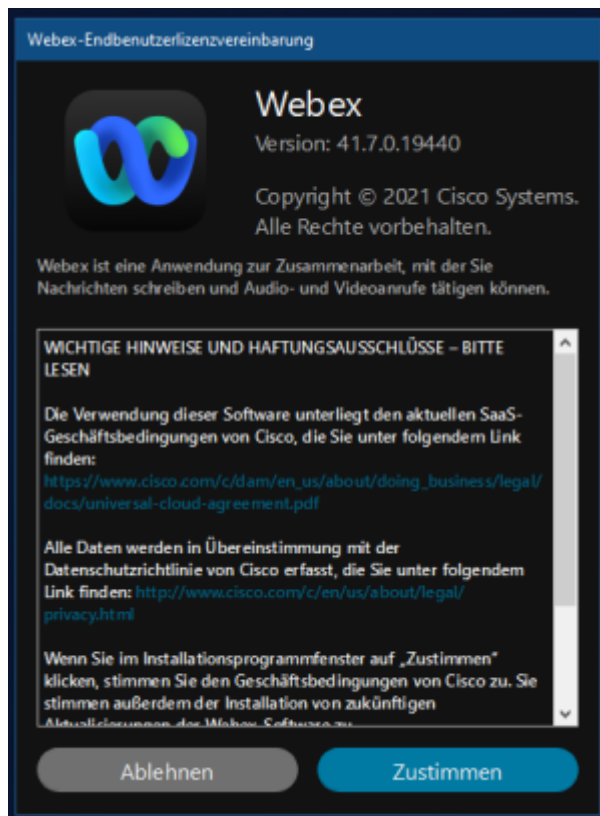 Webex-Endbenutzerlizenzvereinbarung
Webex
Version: 41.7.0.19440
Copyright © 2021 Cisco Systems.
Alle Rechte vorbehalten.
Webex ist eine Anwendung zur Zusammenarbeit, mit der Sie
Nachrichten schreiben und Audio- und Videoanrufe tätigen können.
WICHTIGE HINWEISE UND HAFTUNGSAUSSCHLÜSSE – BITTE
LESEN
Die Verwendung dieser Software unterliegt den aktuellen SaaS-
Geschäftsbedingungen von Cisco, die Sie unter folgendem Link
finden:
https://www.cisco.com/c/dam/en_us/about/doing_business/legal/
docs/universal-cloud-agreement.pdf
Alle Daten werden in Übereinstimmung mit der
Datenschutzrichtlinie von Cisco erfasst, die Sie unter folgendem
Link finden: http://www.cisco.com/c/en/us/about/legal/
privacy.html
Wenn Sie im Installationsprogrammfenster auf „Zustimmen“
klicken, stimmen Sie den Geschäftsbedingungen von Cisco zu. Sie
stimmen außerdem der Installation von zukünftigen
Aktualisierungen der Webex-Software zu.
Ablehnen
Zustimmen